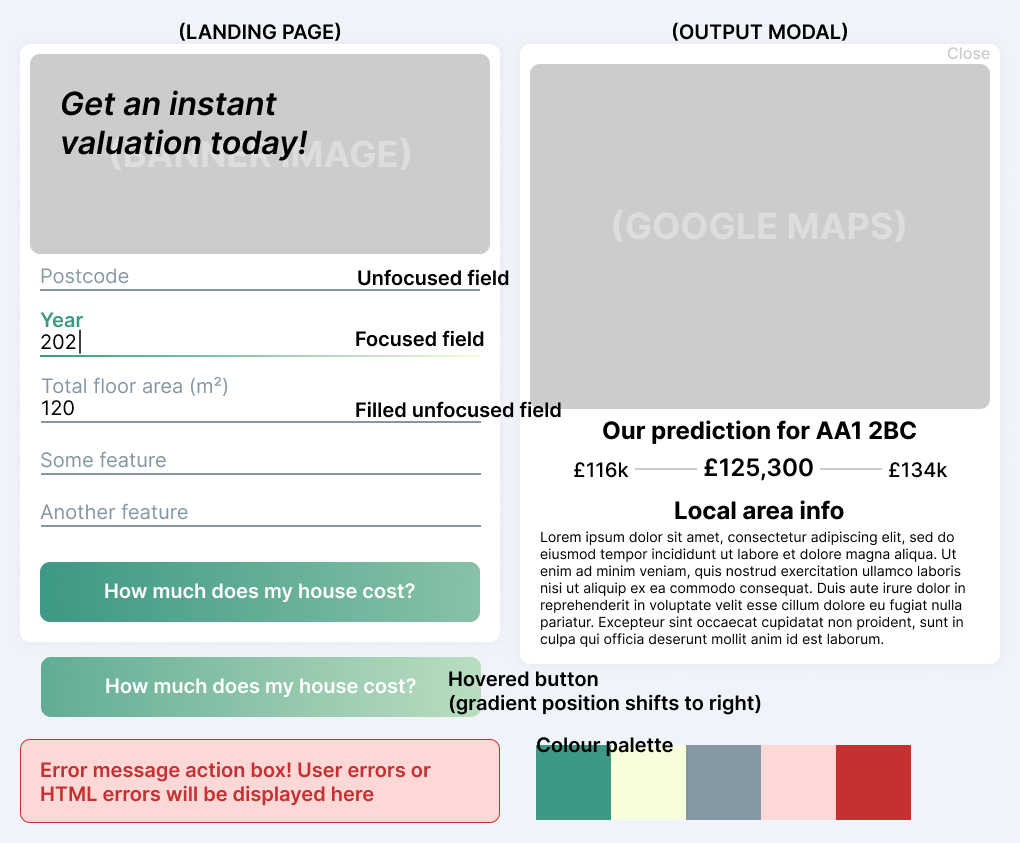 (LANDING PAGE)
Get an instant
valuation today!
(BANNER IMAGE)
Postcode
Unfocused field
Year
202
Focused field
Total floor area (m²)
120
Filled unfocused field
Some feature
Another feature
How much does my house cost?
How much does my house cost?
Hovered button
(gradient position shifts to right)
Error message action box! User errors or
HTML errors will be displayed here
(OUTPUT MODAL)
Close
(GOOGLE MAPS)
Our prediction for AA1 2BC
£116k £125,300 £134k
Local area info
Lorem ipsum dolor sit amet, consectetur adipiscing elit, sed do
eiusmod tempor incididunt ut labore et dolore magna aliqua. Ut
enim ad minim veniam, quis nostrud exercitation ullamco laboris
nisi ut aliquip ex ea commodo consequat. Duis aute irure dolor in
reprehenderit in voluptate velit esse cillum dolore eu fugiat nulla
pariatur. Excepteur sint occaecat cupidatat non proident, sunt in
culpa qui officia deserunt mollit anim id est laborum.
Colour palette